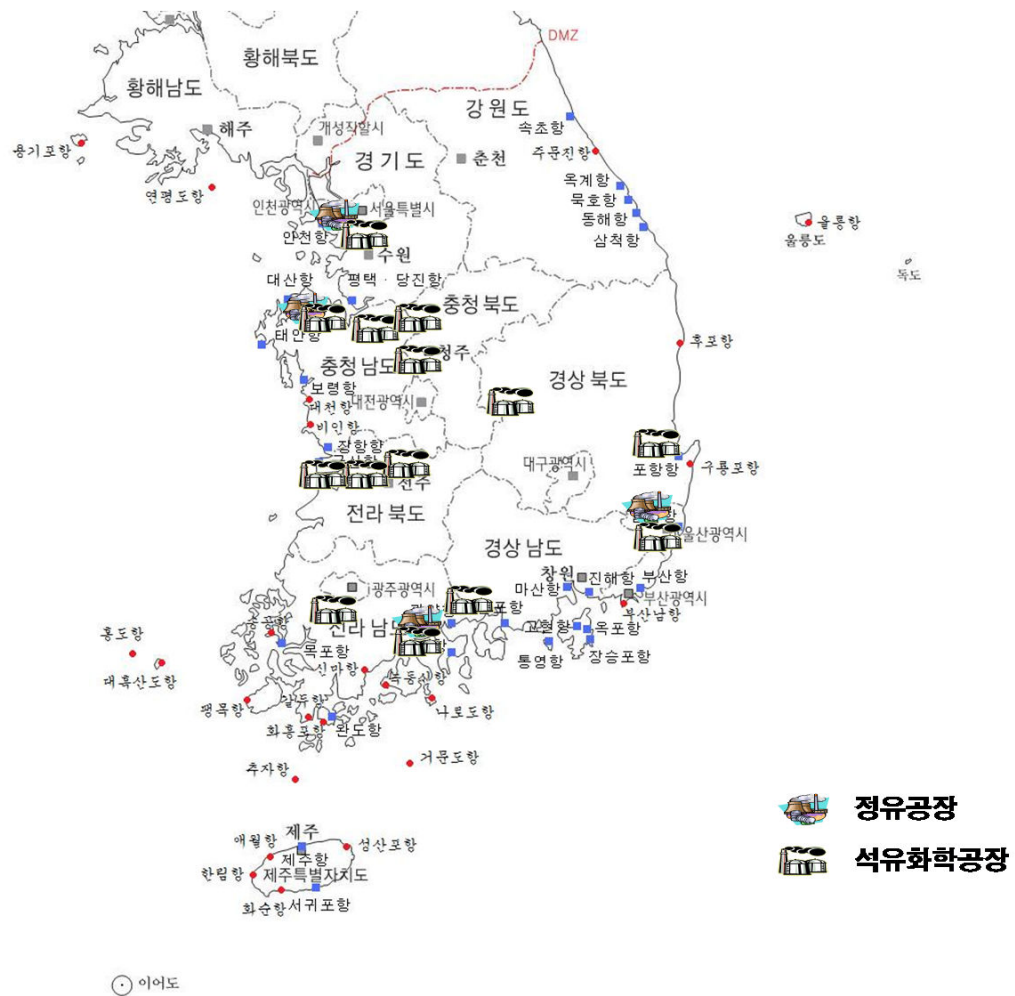 DMZ
황해북도
황해남도
강 원 도
해주
개성직할시
속초항
용기포항
경 기 도
춘천
주문진항
연평도항
옥계항
인천광역시
서울특별시
묵호항
울릉항
인천항
동해항
울릉도
삼척항
수원
독도
대산항
평택 · 당진항
충청북도
태안항
후포항
청주
충청 남도
경상 북도
보령항
대천항
대전광역시
비인항
장항항
대구광역시
포항항
구룡포항
전주
전라 북도
울산광역시
경상 남도
창원
진해항
부산항
광주광역시
마산항
부산광역시
부산남항
홍도항
전라 남도
고현항
옥포항
목포항
통영항
장승포항
대흑산도항
신마항
녹동신항
팽목항
갈두항
나로도항
화흥포항
완도항
거문도항
추자항
정유공장
제주
애월항
성산포항
제주항
석유화학공장
한림항
제주특별자치도
화순항
서귀포항
이어도